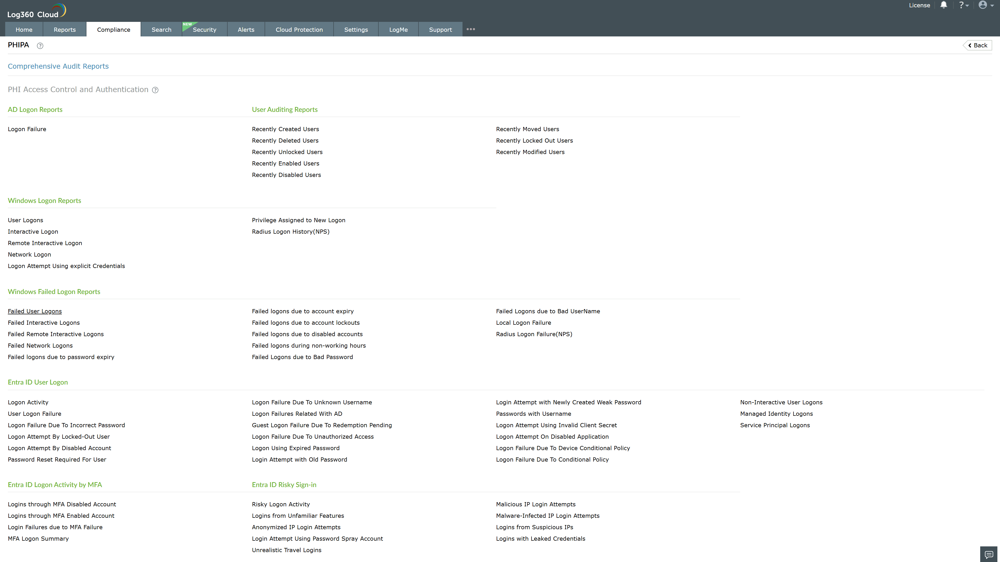 Log360 Cloud
License
?
Home
Reports
Compliance
Search
NEW
Security
Alerts
Cloud Protection
Settings
LogMe
Support
PHIPA
?
Back
Comprehensive Audit Reports
PHI Access Control and Authentication
?
AD Logon Reports
Logon Failure
User Auditing Reports
Recently Created Users
Recently Deleted Users
Recently Unlocked Users
Recently Enabled Users
Recently Disabled Users
Recently Moved Users
Recently Locked Out Users
Recently Modified Users
Windows Logon Reports
User Logons
Interactive Logon
Remote Interactive Logon
Network Logon
Logon Attempt Using explicit Credentials
Privilege Assigned to New Logon
Radius Logon History(NPS)
Windows Failed Logon Reports
Failed User Logons
Failed Interactive Logons
Failed Remote Interactive Logons
Failed Network Logons
Failed logons due to password expiry
Failed logons due to account expiry
Failed logons due to account lockouts
Failed logons due to disabled accounts
Failed logons during non-working hours
Failed Logons due to Bad Password
Failed Logons due to Bad UserName
Local Logon Failure
Radius Logon Failure(NPS)
Entra ID User Logon
Logon Activity
User Logon Failure
Logon Failure Due To Incorrect Password
Logon Attempt By Locked-Out User
Logon Attempt By Disabled Account
Password Reset Required For User
Logon Failure Due To Unknown Username
Logon Failures Related With AD
Guest Logon Failure Due To Redemption Pending
Logon Failure Due To Unauthorized Access
Logon Using Expired Password
Login Attempt with Old Password
Login Attempt with Newly Created Weak Password
Passwords with Username
Logon Attempt Using Invalid Client Secret
Logon Attempt On Disabled Application
Logon Failure Due To Device Conditional Policy
Logon Failure Due To Conditional Policy
Non-Interactive User Logons
Managed Identity Logons
Service Principal Logons
Entra ID Logon Activity by MFA
Logins through MFA Disabled Account
Logins through MFA Enabled Account
Login Failures due to MFA Failure
MFA Logon Summary
Entra ID Risky Sign-in
Risky Logon Activity
Logins from Unfamiliar Features
Anonymized IP Login Attempts
Login Attempt Using Password Spray Account
Unrealistic Travel Logins
Malicious IP Login Attempts
Malware-Infected IP Login Attempts
Logins from Suspicious IPs
Logins with Leaked Credentials